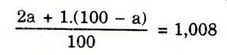 2a + 1.(100 – a)
100
= 1,008